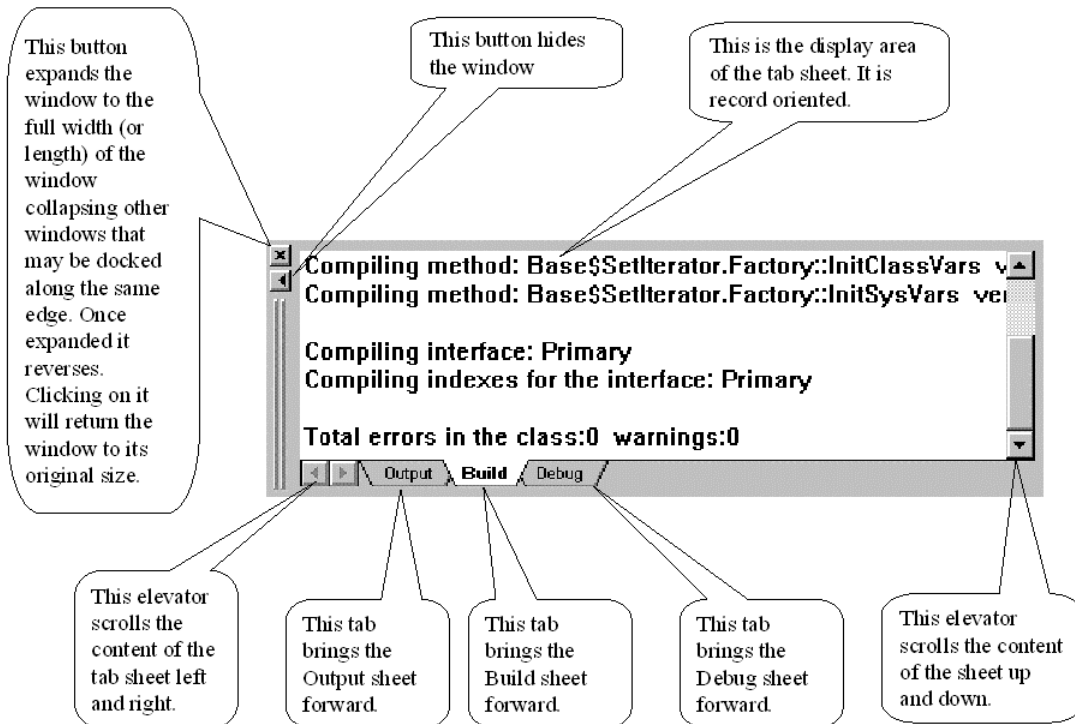 This button
expands the
window to the
full width (or
length) of the
window
collapsing other
windows that
may be docked
along the same
edge. Once
expanded it
reverses.
Clicking on it
will return the
window to its
original size.
This button hides
the window
This is the display area
of the tab sheet. It is
record oriented.
Compiling method: Base$SetIterator.Factory::InitClassVars v
Compiling method: Base$SetIterator.Factory::InitSysVars ver
Compiling interface: Primary
Compiling indexes for the interface: Primary
Total errors in the class:0 warnings:0
Output Build Debug
This elevator
scrolls the
content of the
tab sheet left
and right.
This tab
brings the
Output sheet
forward.
This tab
brings the
Build sheet
forward.
This tab
brings the
Debug sheet
forward.
This elevator
scrolls the content
of the sheet up
and down.